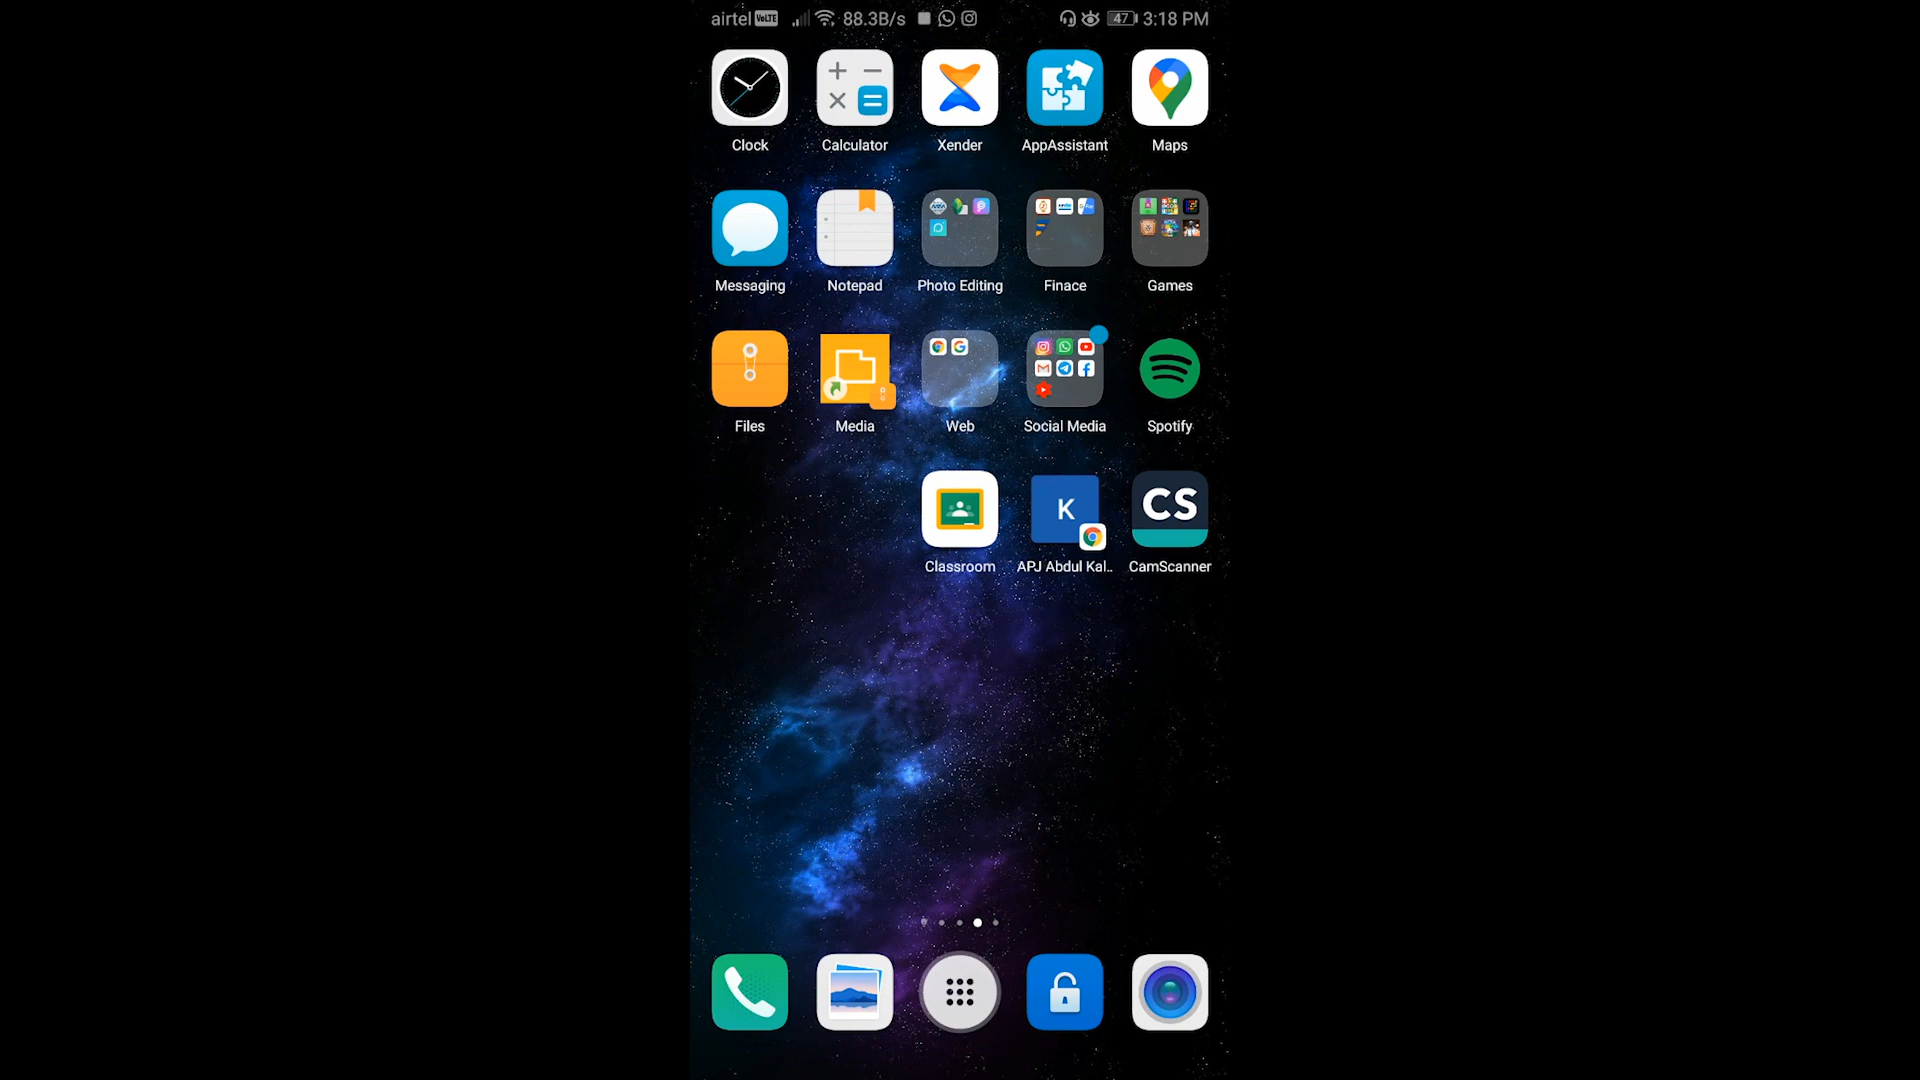 airtel VoLTE 88.3B/s 47 3:18 PM
Clock Calculator Xender AppAssistant Maps
Messaging Notepad Photo Editing Finace Games
Files Media Web Social Media Spotify
K CS
Classroom APJ Abdul Kal.. CamScanner